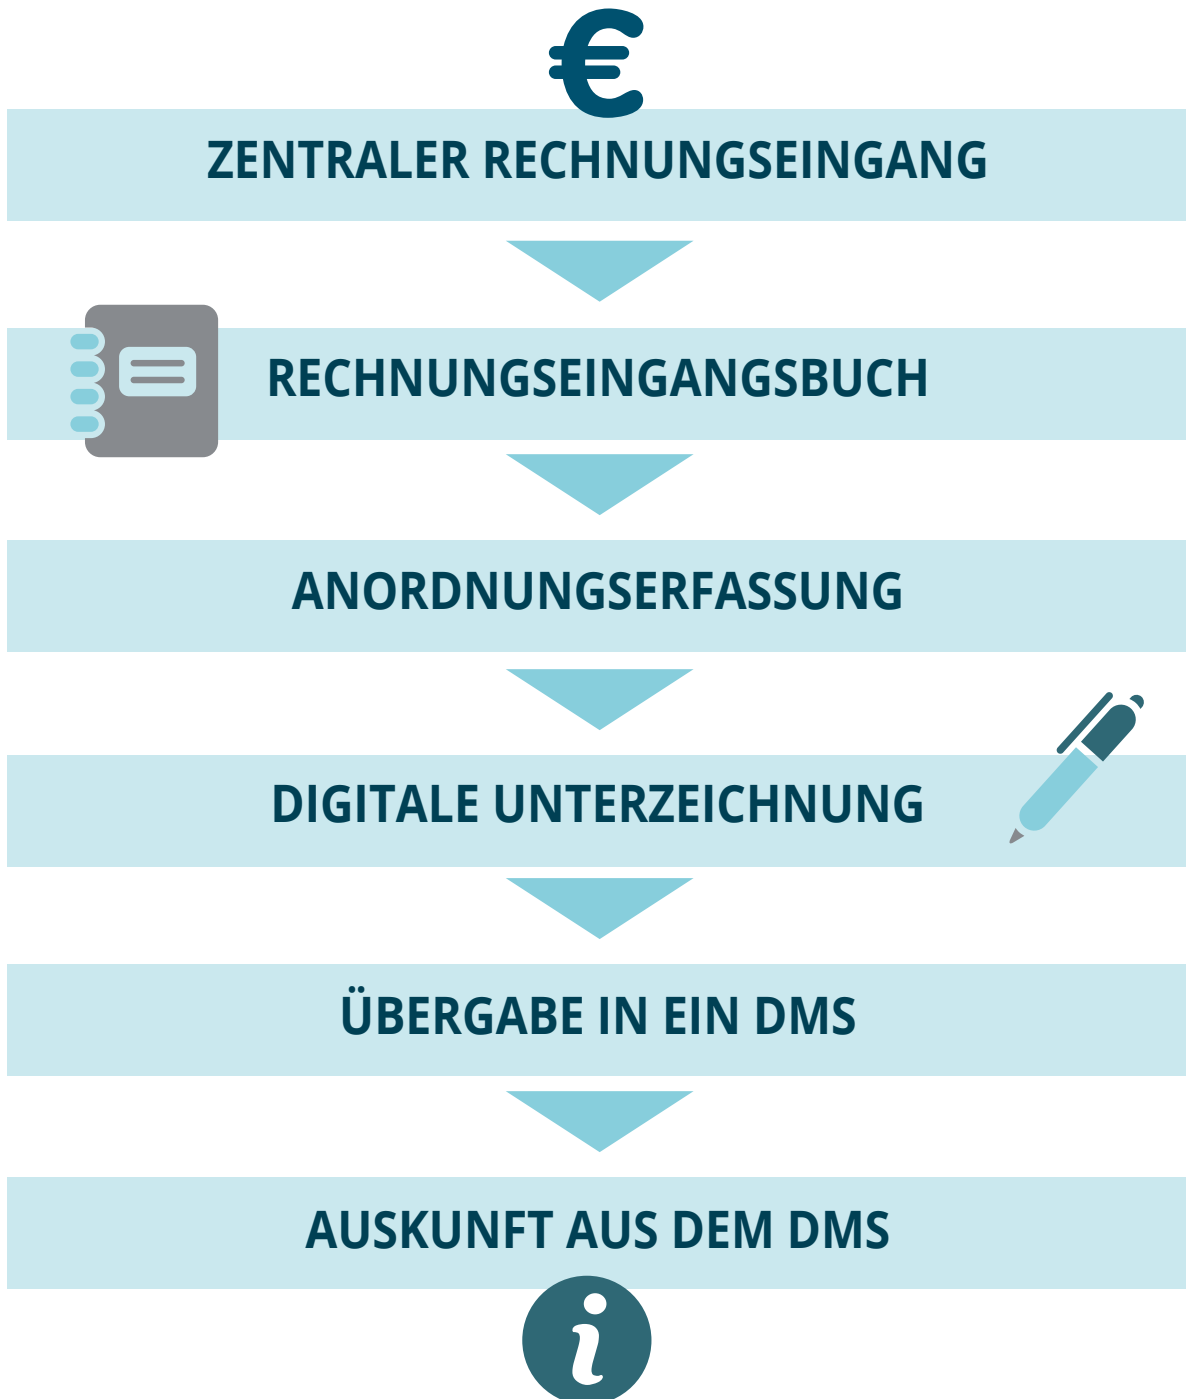 €
ZENTRALER RECHNUNGSEINGANG
RECHNUNGSEINGANGSBUCH
ANORDNUNGSERFASSUNG
DIGITALE UNTERZEICHNUNG
ÜBERGABE IN EIN DMS
AUSKUNFT AUS DEM DMS
i